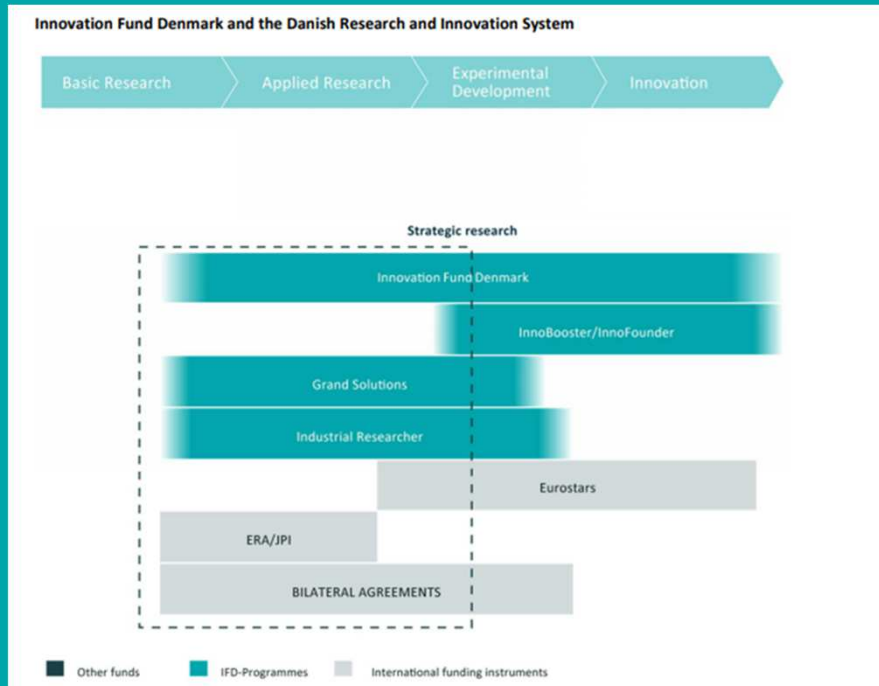 Innovation Fund Denmark and the Danish Research and Innovation System
Basic Research
Applied Research
Experimental
Development
Innovation
Strategic research
Innovation Fund Denmark
InnoBooster/InnoFounder
Grand Solutions
Industrial Researcher
Eurostars
ERA/JPI
BILATERAL AGREEMENTS
Other funds
IFD-Programmes
International funding instruments